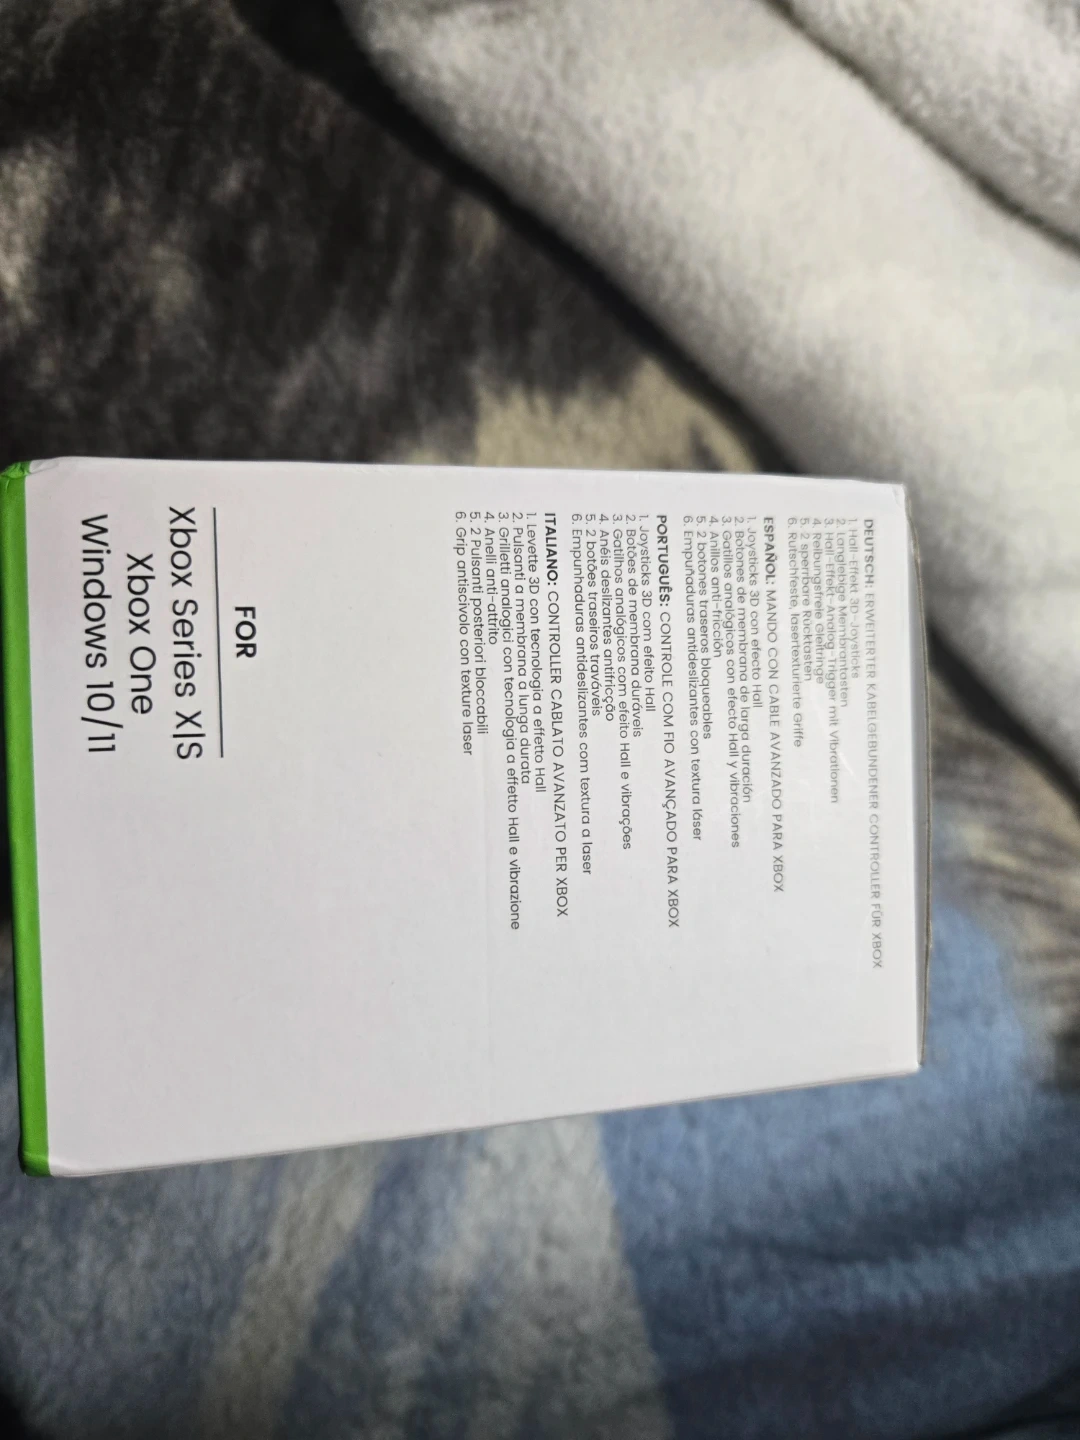 DEUTSCH: ERWEITERTER KABELGEBUNDENER CONTROLLER FÜR XBOX
1. Hall-Effekt 3D-Joysticks
2. Langlebige Membrantasten
3. Hall-Effekt-Analog-Trigger mit Vibrationen
4. Reibungsfreie Gleitringe
5. 2 sperrbare Rücktasten
6. Rutschfeste, lasertexturierte Griffe
ESPAÑOL: MANDO CON CABLE AVANZADO PARA XBOX
1. Joysticks 3D con efecto Hall
2. Botones de membrana de larga duración
3. Gatillos analógicos con efecto Hall y vibraciones
4. Anillos anti-fricción
5. 2 botones traseros bloqueables
6. Empuñaduras antideslizantes con textura láser
PORTUGUÊS: CONTROLE COM FIO AVANÇADO PARA XBOX
1. Joysticks 3D com efeito Hall
2. Botões de membrana duráveis
3. Gatilhos analógicos com efeito Hall e vibrações
4. Anéis deslizantes antifricção
5. 2 botões traseiros traváveis
6. Empunhaduras antideslizantes com textura a laser
ITALIANO: CONTROLLER CABLATO AVANZATO PER XBOX
1. Levette 3D con tecnologia a effetto Hall
2. Pulsanti a membrana a lunga durata
3. Grilletti analogici con tecnologia a effetto Hall e vibrazione
4. Anelli anti-attrito
5. 2 Pulsanti posteriori bloccabili
6. Grip antiscivolo con texture laser
FOR
Xbox Series X|S
Xbox One
Windows 10/11